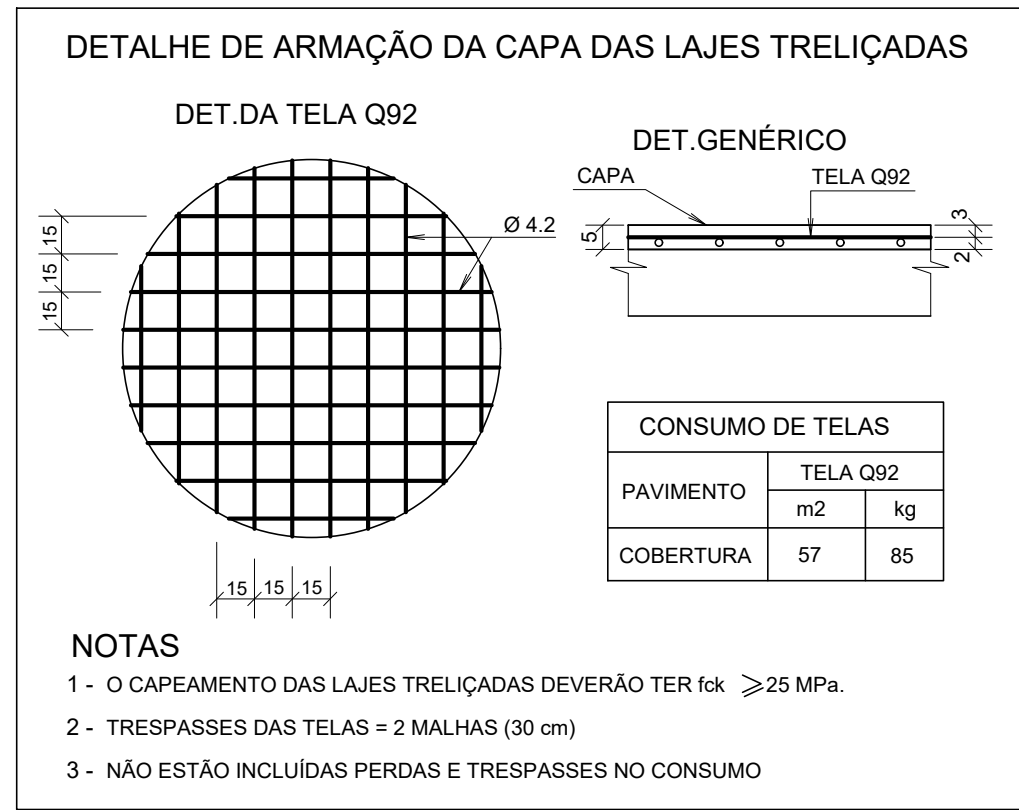 DETALHE DE ARMAÇÃO DA CAPA DAS LAJES TRELIÇADAS
DET.DA TELA Q92
15
15
15
Ø 4.2
15 15 15
DET.GENÉRICO
CAPA TELA Q92
5
3
2
CONSUMO DE TELAS
PAVIMENTO TELA Q92
m2 kg
COBERTURA 57 85
NOTAS
1 - O CAPEAMENTO DAS LAJES TRELIÇADAS DEVERÃO TER fck ⩾25 MPa.
2 - TRESPASSES DAS TELAS = 2 MALHAS (30 cm)
3 - NÃO ESTÃO INCLUÍDAS PERDAS E TRESPASSES NO CONSUMO